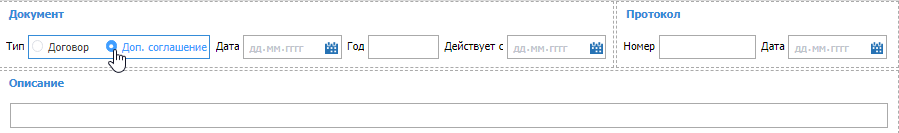 Документ
Тип Договор Доп. соглашение Дата дд.мм.гггг Год Действует с дд.мм.гггг
Протокол
Номер Дата дд.мм.гггг
Описание